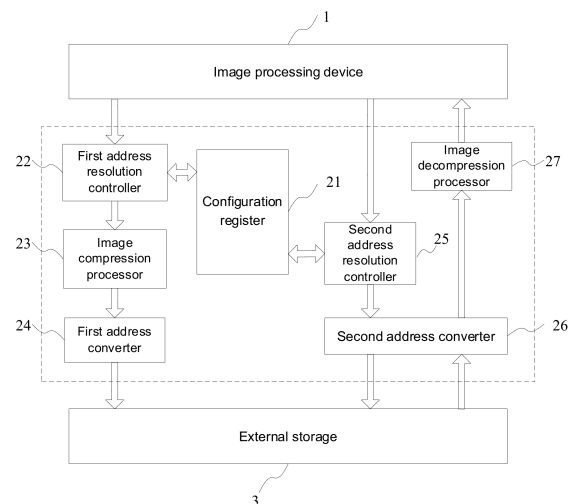 1
Image processing device
22
First address
resolution
controller
21
Configuration
register
Image
decompression
processor
27
23
Image
compression
processor
Second
address
resolution
controller
25
24
First address
converter
Second address converter
26
External storage
3